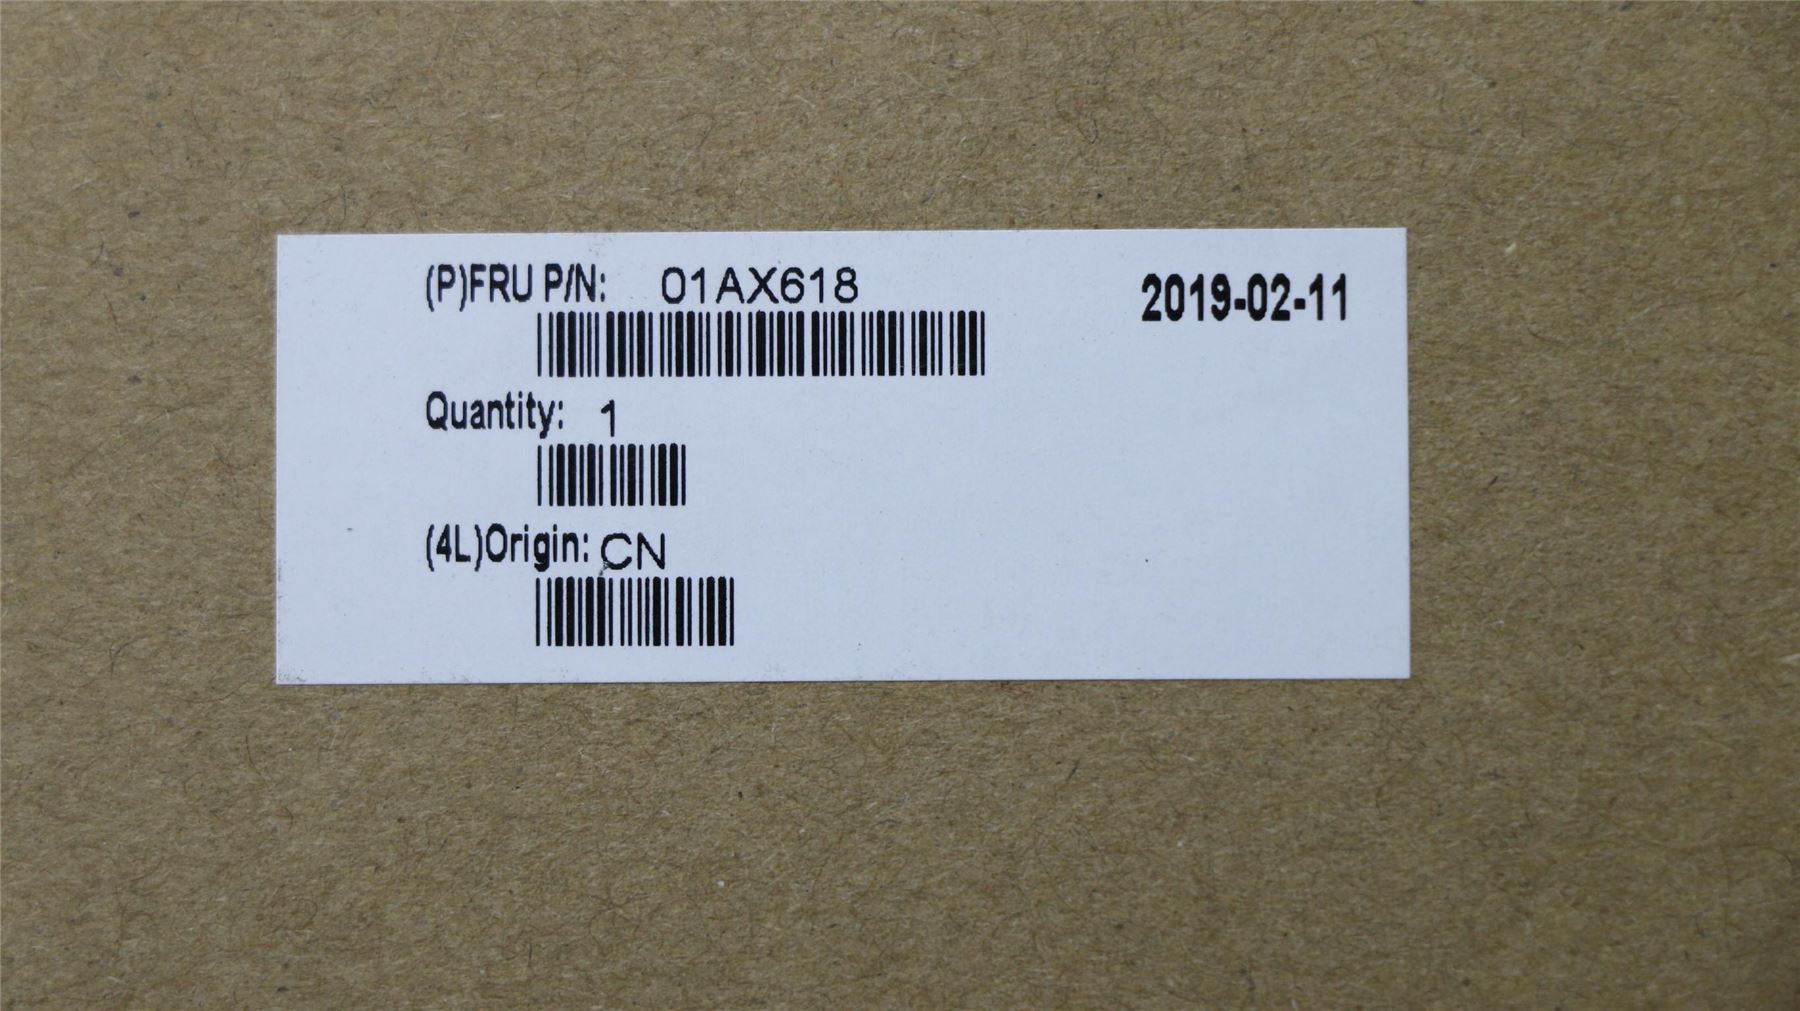 (P)FRU P/N: 01AX618
2019-02-11
Quantity: 1
(4L)Origin: CN